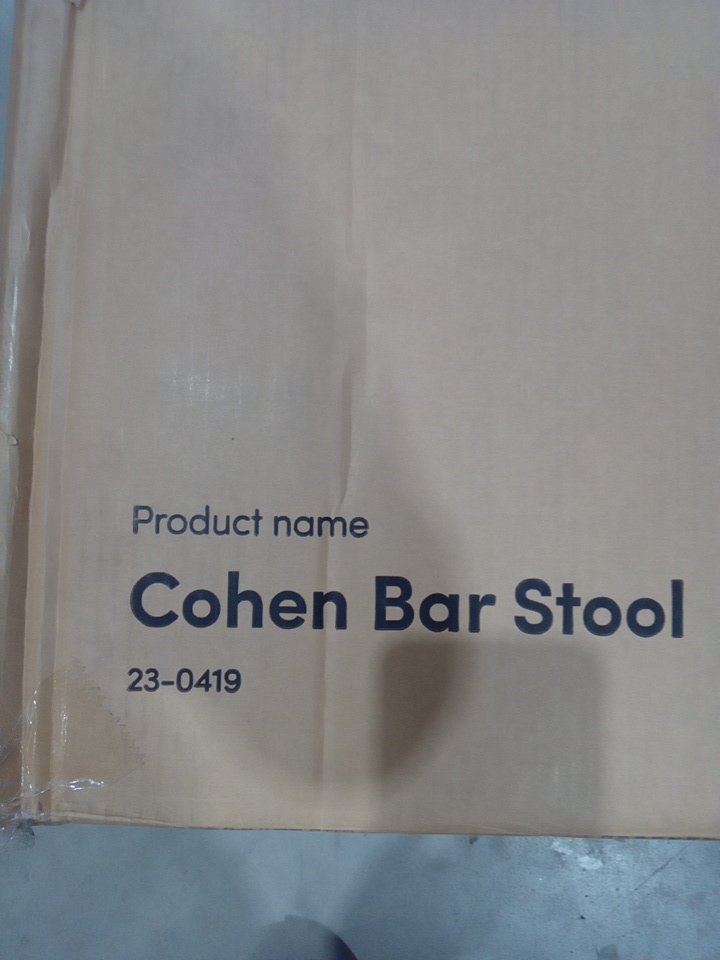 Product name
Cohen Bar Stool
23-0419